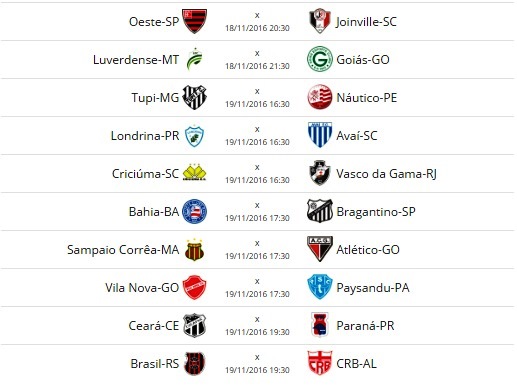 Oeste-SP x Joinville-SC
18/11/2016 20:30
Luverdense-MT x Goiás-GO
18/11/2016 21:30
Tupi-MG x Náutico-PE
19/11/2016 16:30
Londrina-PR x Avaí-SC
19/11/2016 16:30
Criciúma-SC x Vasco da Gama-RJ
19/11/2016 16:30
Bahia-BA x Bragantino-SP
19/11/2016 17:30
Sampaio Corrêa-MA x Atlético-GO
19/11/2016 17:30
Vila Nova-GO x Paysandu-PA
19/11/2016 17:30
Ceará-CE x Paraná-PR
19/11/2016 19:30
Brasil-RS x CRB-AL
19/11/2016 19:30